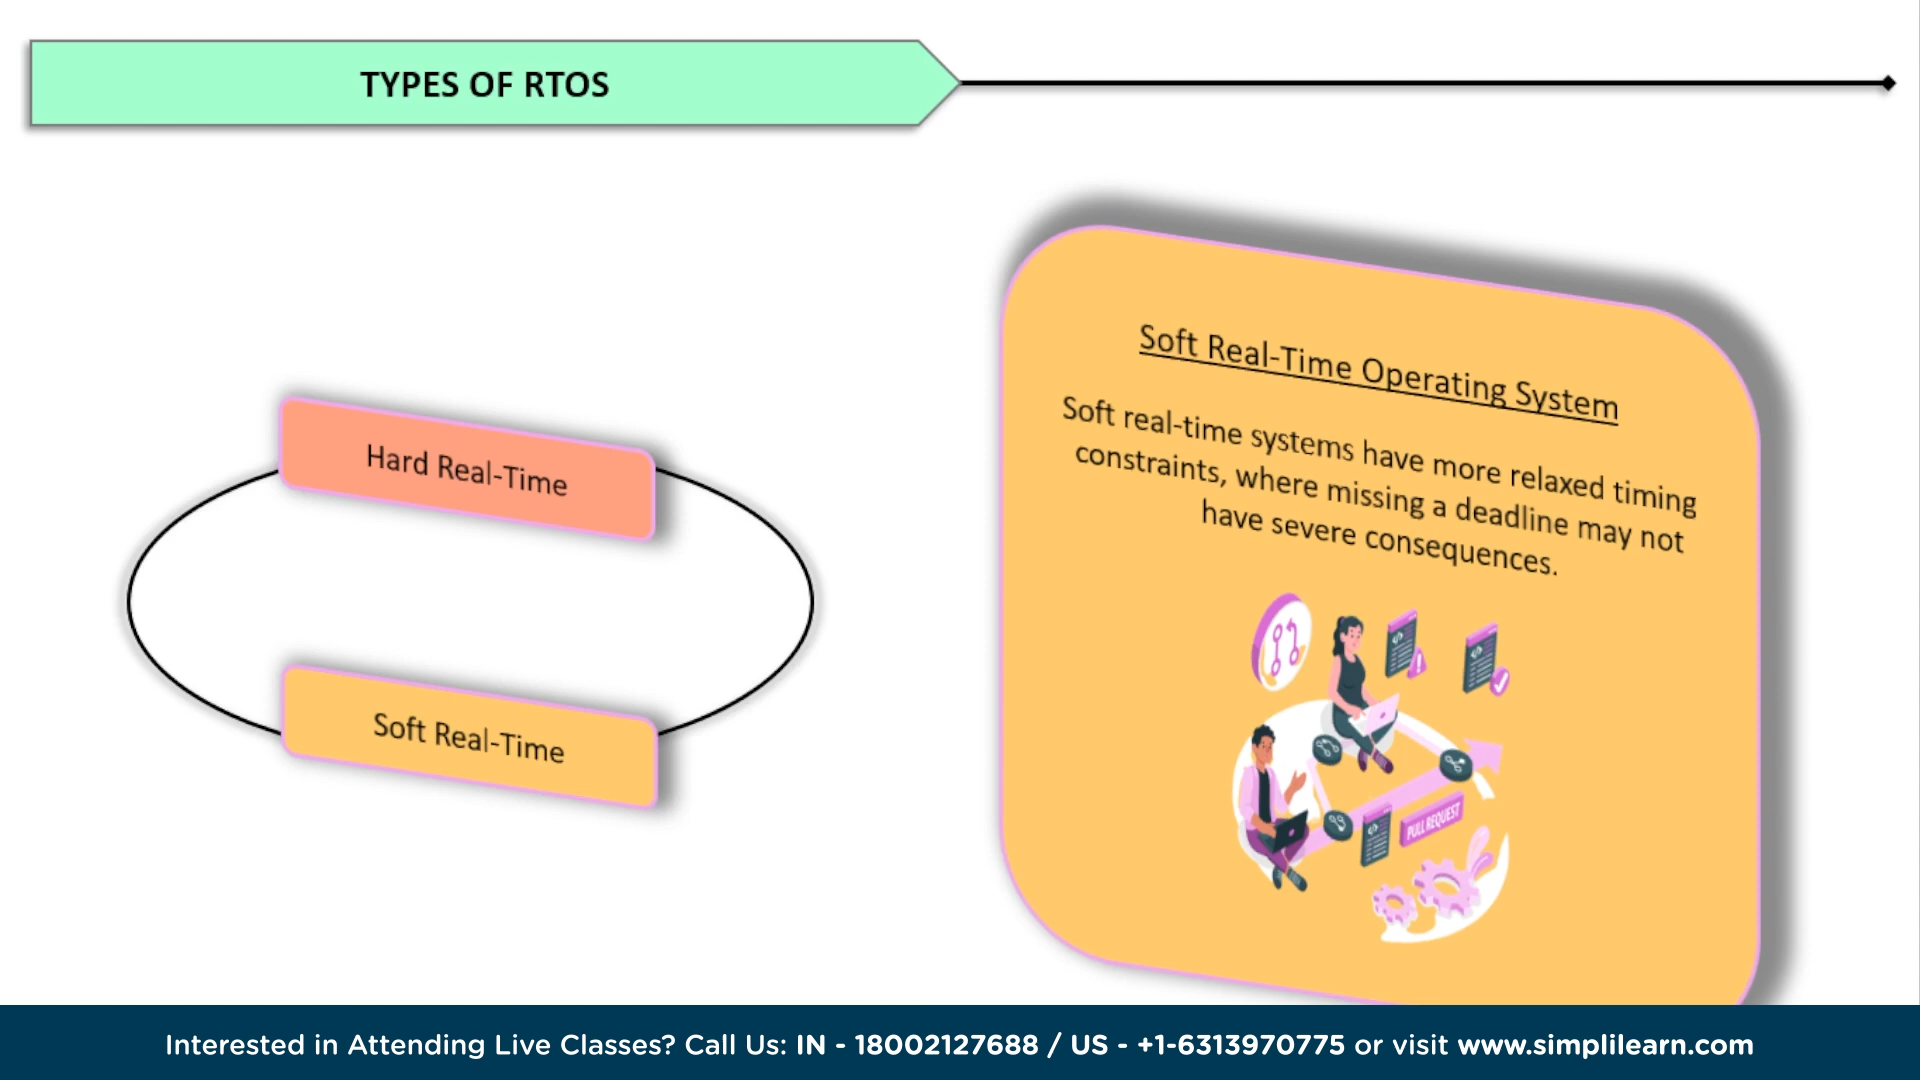 TYPES OF RTOS
Hard Real-Time
Soft Real-Time
Soft Real-Time Operating System
Soft real-time systems have more relaxed timing
constraints, where missing a deadline may not
have severe consequences.
PULL REQUEST
Interested in Attending Live Classes? Call Us: IN - 18002127688 / US - +1-6313970775 or visit www.simplilearn.com